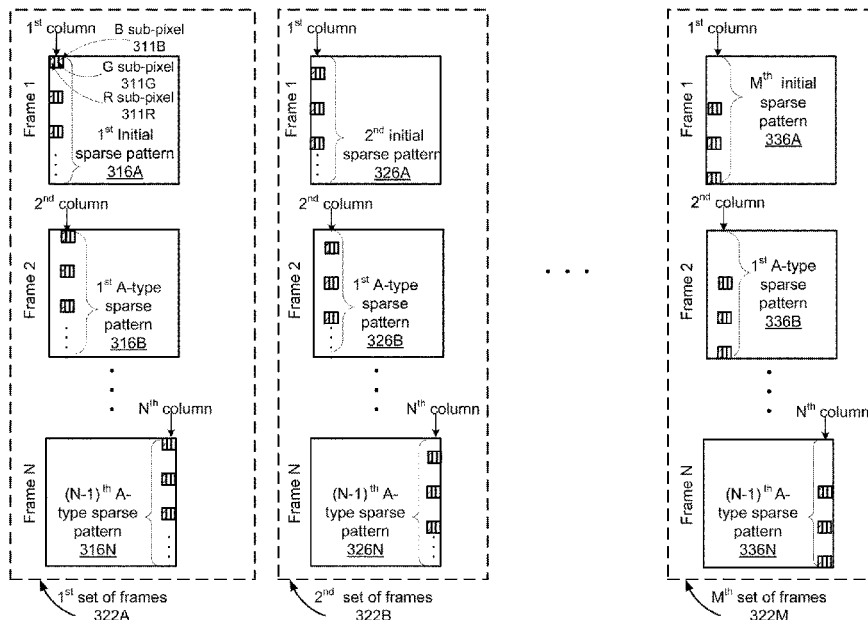 1st column
B sub-pixel
311B
G sub-pixel
311G
R sub-pixel
311R
Frame 1
1st Initial
sparse pattern
316A
2nd column
Frame 2
1st A-type
sparse
pattern
316B
Nth column
Frame N
(N-1)th A-
type sparse
pattern
316N
1st set of frames
322A
1st column
Frame 1
2nd initial
sparse pattern
326A
2nd column
Frame 2
1st A-type
sparse
pattern
326B
Nth column
Frame N
(N-1)th A-
type sparse
pattern
326N
2nd set of frames
322B
1st column
Frame 1
Mth initial
sparse
pattern
336A
2nd column
Frame 2
1st A-type
sparse
pattern
336B
Nth column
Frame N
(N-1)th A-
type sparse
pattern
336N
Mth set of frames
322M